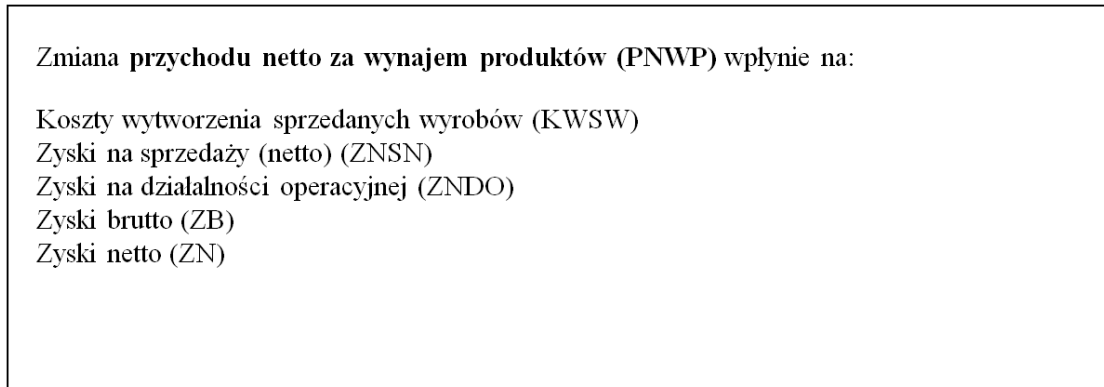 Zmiana przychodu netto za wynajem produktów (PNWP) wpłynie na:
Koszty wytworzenia sprzedanych wyrobów (KWSW)
Zyski na sprzedaży (netto) (ZNSN)
Zyski na działalności operacyjnej (ZNDO)
Zyski brutto (ZB)
Zyski netto (ZN)